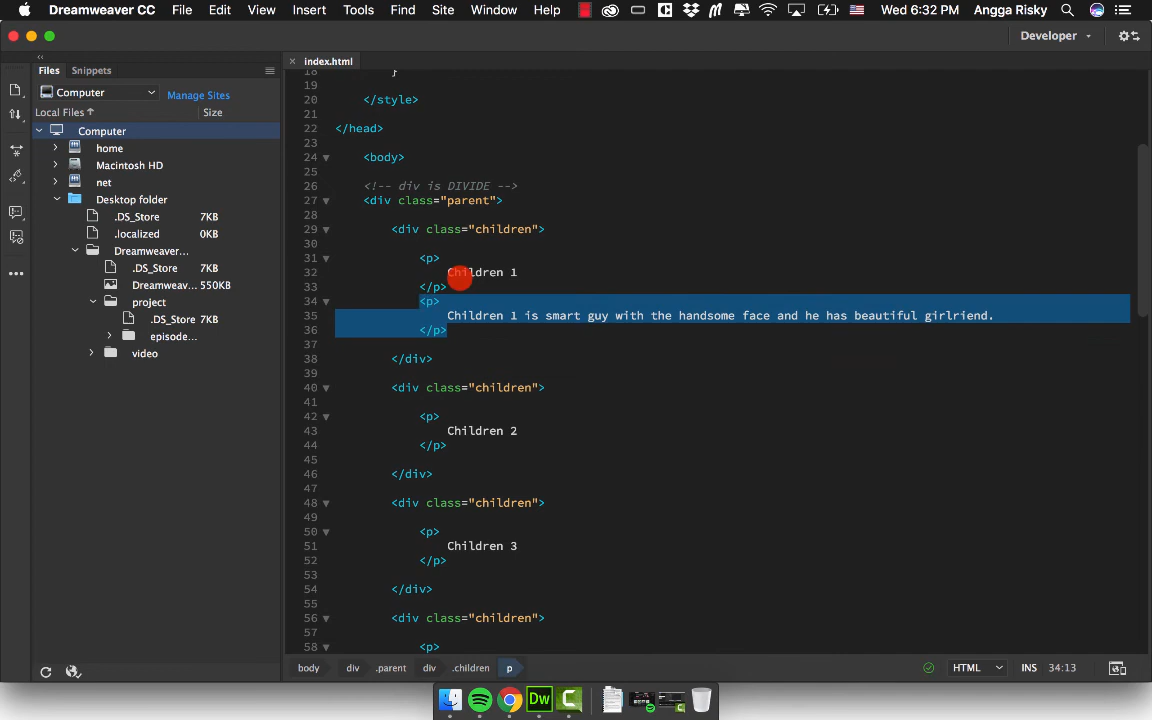 Dreamweaver CC File Edit View Insert Tools Find Site Window Help Wed 6:32 PM Angga Risky
Developer
Files Snippets
index.html
Computer Manage Sites
Local Files Size
Computer
home
Macintosh HD
net
Desktop folder
.DS_Store 7KB
.localized 0KB
Dreamweaver...
.DS_Store 7KB
Dreamweav... 550KB
project
.DS_Store 7KB
episode...
video
18 }
19
20 </style>
21
22 </head>
23
24 <body>
25
26 <!-- div is DIVIDE -->
27 <div class="parent">
28
29 <div class="children">
30
31 <p>
32 Children 1
33 </p>
34 <p>
35 Children 1 is smart guy with the handsome face and he has beautiful girlfriend.
36 </p>
37
38 </div>
39
40 <div class="children">
41
42 <p>
43 Children 2
44 </p>
45
46 </div>
47
48 <div class="children">
49
50 <p>
51 Children 3
52 </p>
53
54 </div>
55
56 <div class="children">
57
58 <p>
body div .parent div .children p HTML INS 34:13
Dw